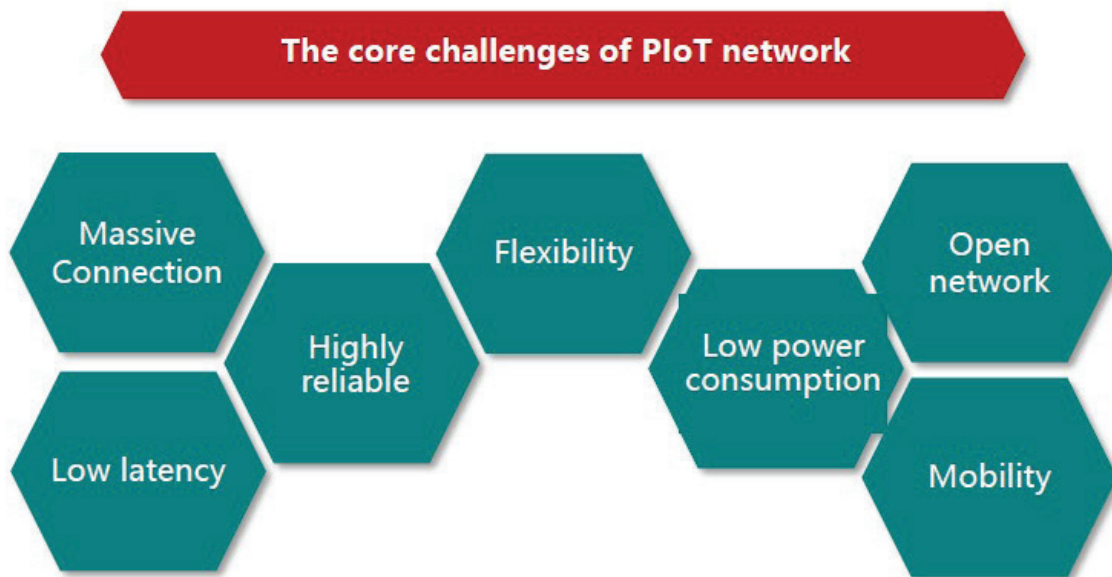 The core challenges of PIoT network
Massive
Connection
Low latency
Highly
reliable
Flexibility
Low power
consumption
Open
network
Mobility